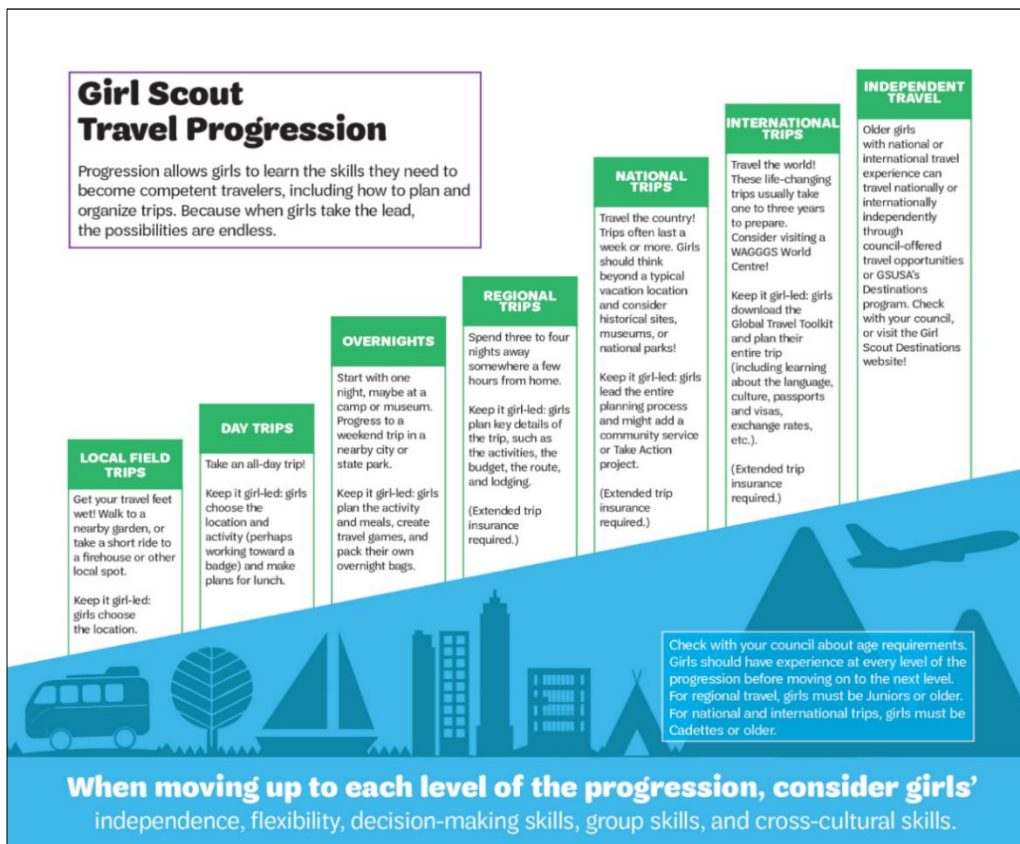 Girl Scout
Travel Progression
Progression allows girls to learn the skills they need to
become competent travelers, including how to plan and
organize trips. Because when girls take the lead,
the possibilities are endless.
LOCAL FIELD
TRIPS
Get your travel feet
wet! Walk to a
nearby garden, or
take a short ride to
a firehouse or other
local spot.
Keep it girl-led:
girls choose
the location.
DAY TRIPS
Take an all-day trip!
Keep it girl-led: girls
choose the
location and
activity (perhaps
working toward a
badge) and make
plans for lunch.
OVERNIGHTS
Start with one
night, maybe at a
camp or museum.
Progress to a
weekend trip in a
nearby city or
state park.
Keep it girl-led: girls
plan the activity
and meals, create
travel games, and
pack their own
overnight bags.
REGIONAL
TRIPS
Spend three to four
nights away
somewhere a few
hours from home.
Keep it girl-led: girls
plan key details of
the trip, such as
the activities, the
budget, the route,
and lodging.
(Extended trip
insurance
required.)
NATIONAL
TRIPS
Travel the country!
Trips often last a
week or more. Girls
should think
beyond a typical
vacation location
and consider
historical sites,
museums, or
national parks!
Keep it girl-led: girls
lead the entire
planning process
and might add a
community service
or Take Action
project.
(Extended trip
insurance
required.)
INTERNATIONAL
TRIPS
Travel the world!
These life-changing
trips usually take
one to three years
to prepare.
Consider visiting a
WAGGGS World
Centre!
Keep it girl-led: girls
download the
Global Travel Toolkit
and plan their
entire trip
(including learning
about the language,
culture, passports
and visas,
exchange rates,
etc.).
(Extended trip
insurance
required.)
INDEPENDENT
TRAVEL
Older girls
with national or
international travel
experience can
travel nationally or
internationally
independently
through
council-offered
travel opportunities
or GSUSA's
Destinations
program. Check
with your council,
or visit the Girl
Scout Destinations
website!
Check with your council about age requirements.
Girls should have experience at every level of the
progression before moving on to the next level.
For regional travel, girls must be Juniors or older.
For national and international trips, girls must be
Cadettes or older.
When moving up to each level of the progression, consider girls'
independence, flexibility, decision-making skills, group skills, and cross-cultural skills.